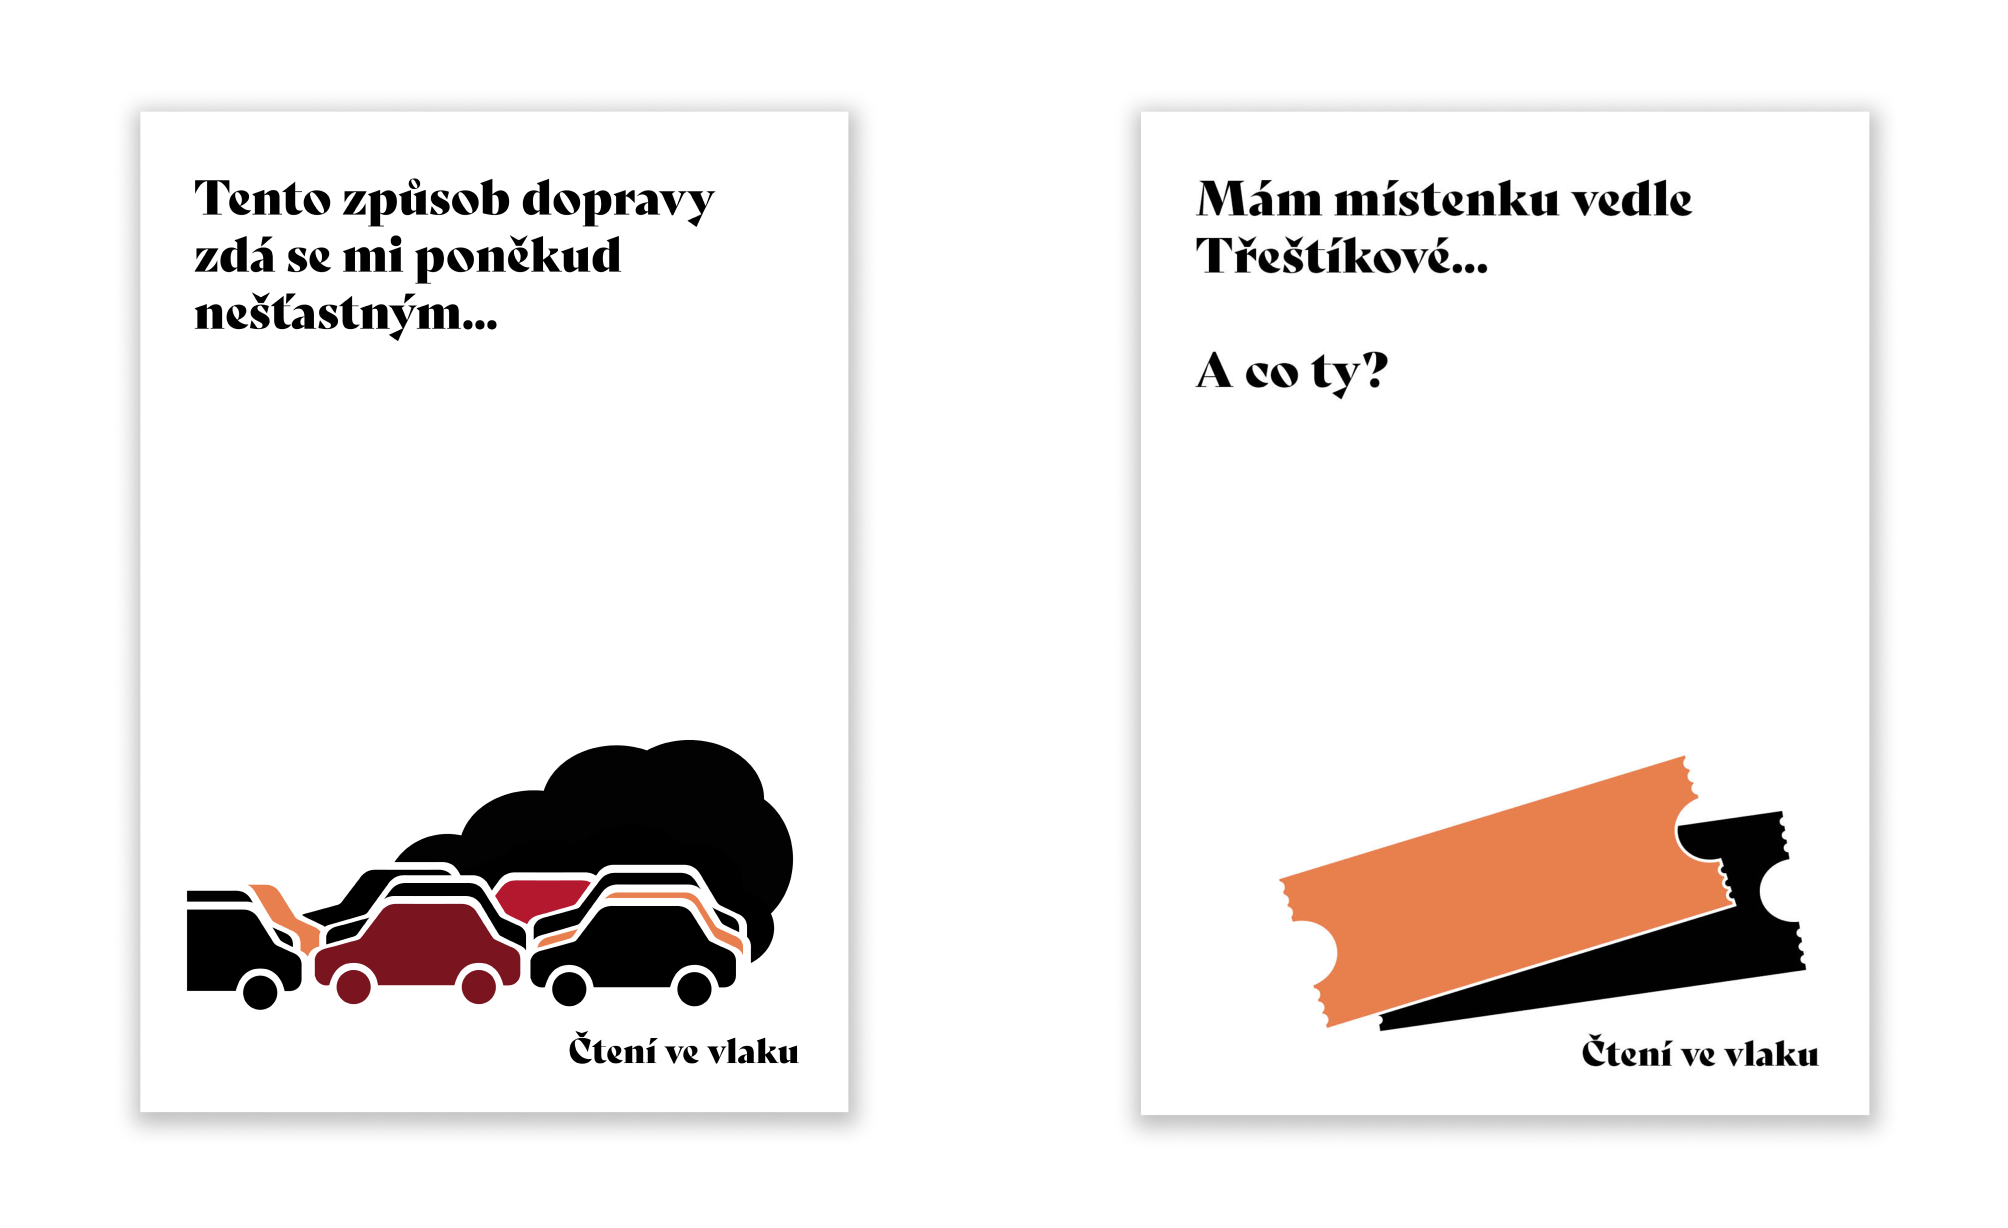 Tento způsob dopravy
zdá se mi poněkud
nešťastným...
Čtení ve vlaku
Mám místenku vedle
Třeštíkové...
A co ty?
Čtení ve vlaku